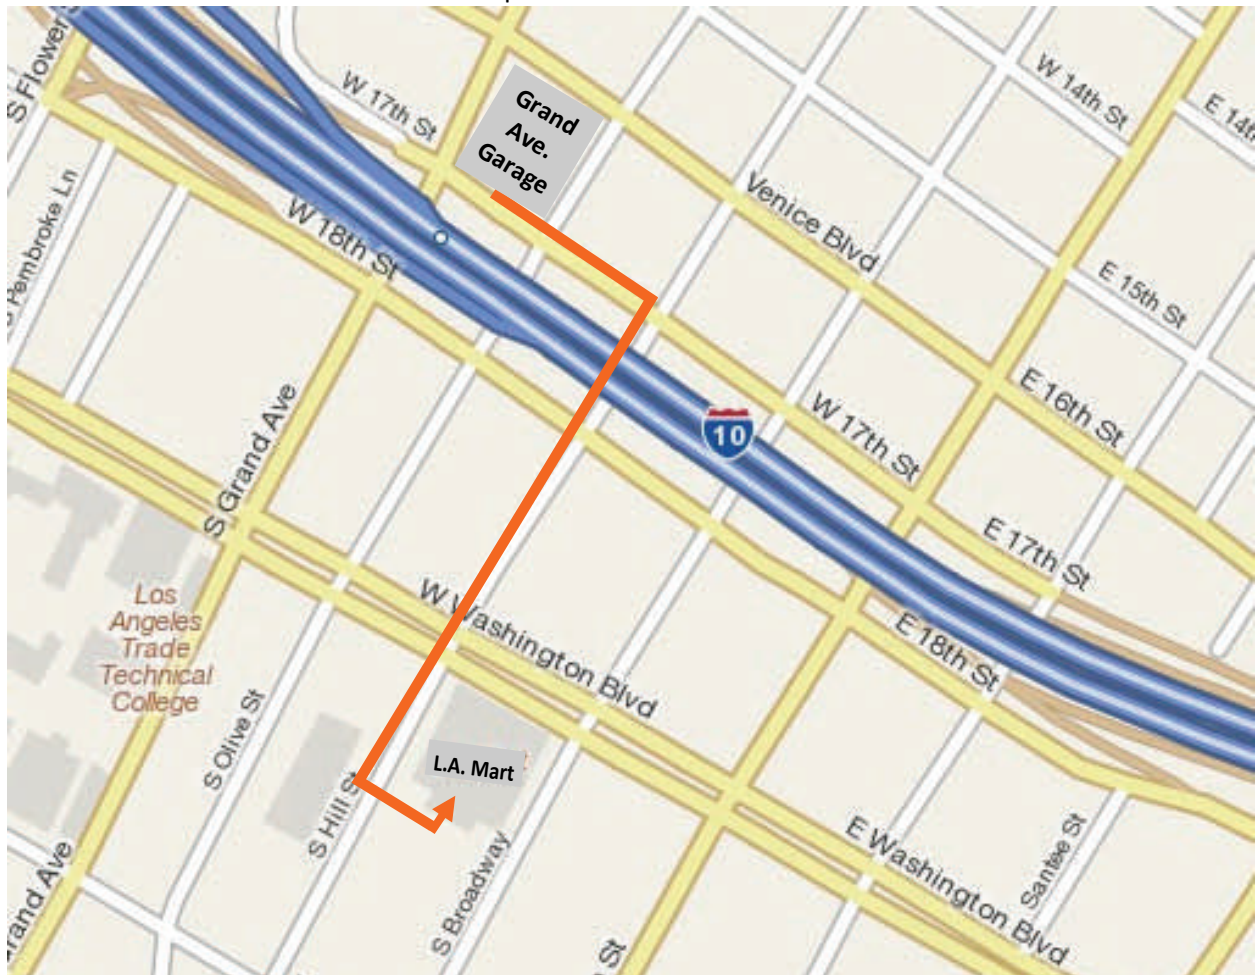 S Flower
W 17th St
Grand
Ave.
Garage
W 14th St
E 14th
S Pembroke Ln
W 18th St
Venice Blvd
E 15th St
S Grand Ave
10
W 17th St
E 16th St
E 17th St
Los
Angeles
Trade
Technical
College
W Washington Blvd
E 18th St
S Olive St
L.A. Mart
S Hill St
S Broadway
E Washington Blvd
Santee St
Grand Ave
St